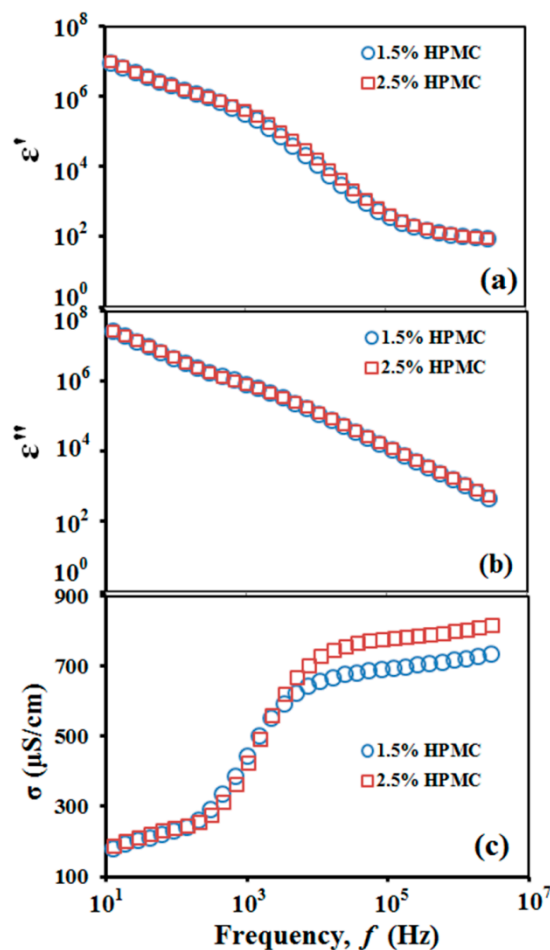 10^8
10^6
ε'
10^4
10^2
10^0
1.5% HPMC
2.5% HPMC
(a)
10^8
10^6
ε"
10^4
10^2
10^0
1.5% HPMC
2.5% HPMC
(b)
900
700
σ (μS/cm)
500
300
100
1.5% HPMC
2.5% HPMC
(c)
10^1 10^3 10^5 10^7
Frequency, f (Hz)